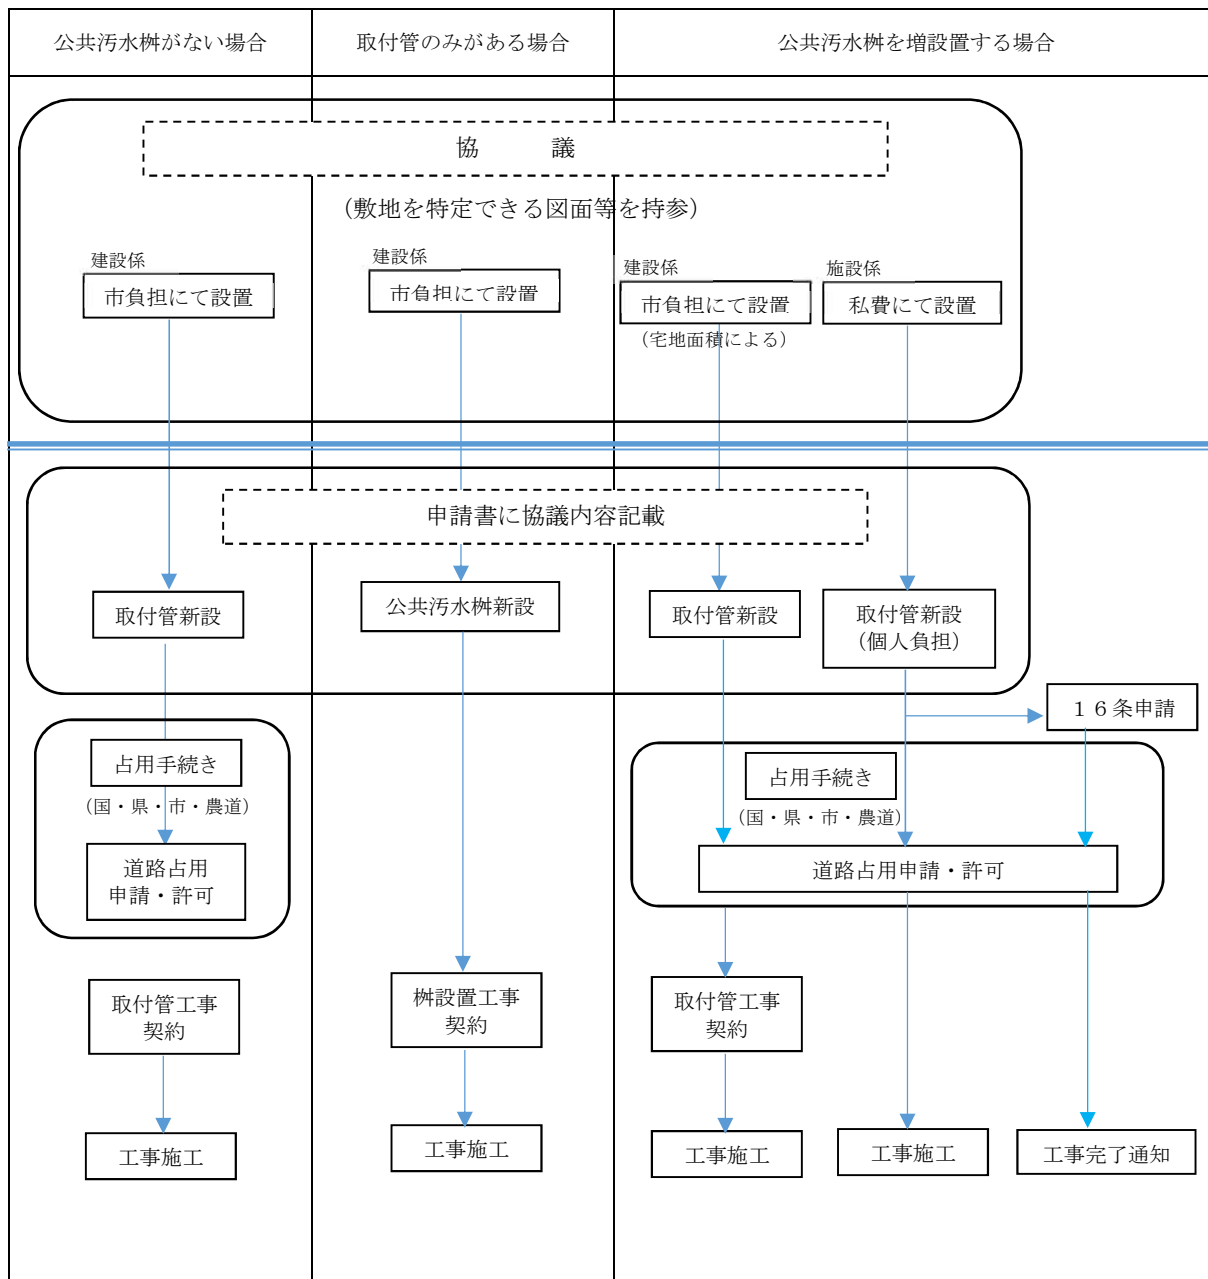 公共汚水桝がない場合
取付管のみがある場合
公共汚水桝を増設置する場合
協　　　議
（敷地を特定できる図面等を持参）
建設係
市負担にて設置
建設係
市負担にて設置
建設係
市負担にて設置
（宅地面積による）
施設係
私費にて設置
申請書に協議内容記載
取付管新設
公共汚水桝新設
取付管新設
取付管新設
（個人負担）
１６条申請
占用手続き
（国・県・市・農道）
道路占用
申請・許可
占用手続き
（国・県・市・農道）
道路占用申請・許可
取付管工事
契約
桝設置工事
契約
取付管工事
契約
工事施工
工事施工
工事施工
工事施工
工事完了通知